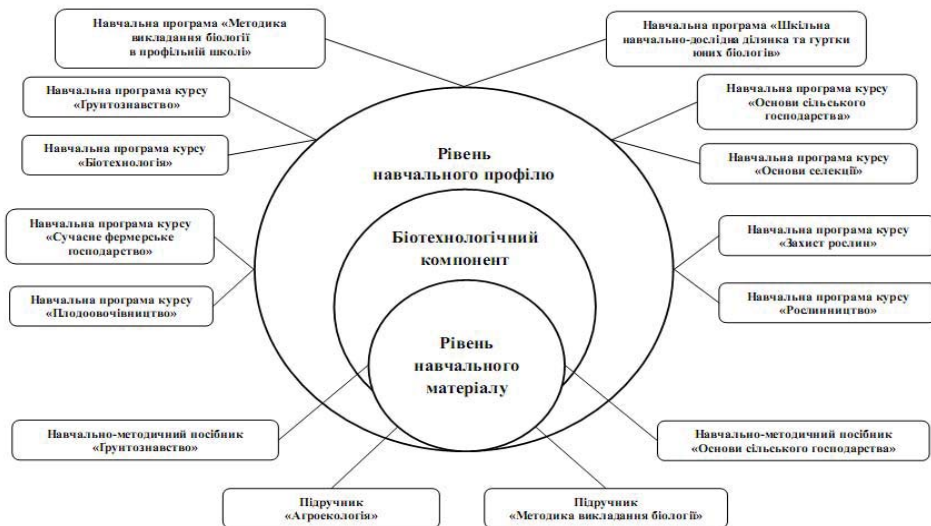 Навчальна програма «Методика
викладання біології
в профільній школі»
Навчальна програма «Шкільна
навчально-дослідна ділянка та гуртки
юних біологів»
Навчальна програма курсу
«Ґрунтознавство»
Навчальна програма курсу
«Основи сільського
господарства»
Навчальна програма курсу
«Біотехнологія»
Навчальна програма курсу
«Основи селекції»
Рівень
навчального профілю
Навчальна програма курсу
«Сучасне фермерське
господарство»
Біотехнологічний
компонент
Навчальна програма курсу
«Захист рослин»
Навчальна програма курсу
«Плодоовочівництво»
Навчальна програма курсу
«Рослинництво»
Рівень
навчального
матеріалу
Навчально-методичний посібник
«Ґрунтознавство»
Навчально-методичний посібник
«Основи сільського господарства»
Підручник
«Агроекологія»
Підручник
«Методика викладання біології»